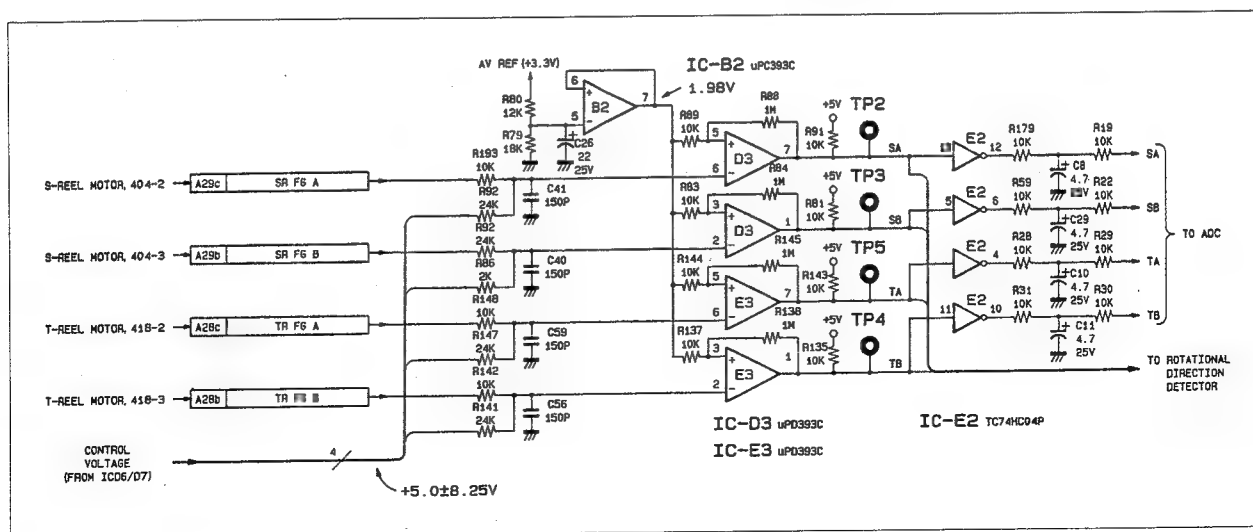 AV REF (+3.3V)
IC-B2 uPC393C
1.98V
6
+
B2
7
5
−
R80
12K
R79
18K
C26
22
25V
+
R89
10K
R88
1M
5
+
D3
7
6
−
R84
1M
+5V
R91
10K
TP2
SA
E2
12
R179
10K
R19
10K
SA
C8
4.7
+
S-REEL MOTOR, 404-2
A29c
SR FG A
R193
10K
R92
24K
C41
150P
R83
10K
3
+
D3
1
2
−
R145
1M
+5V
R81
10K
TP3
SB
5
E2
6
R59
10K
R22
10K
SB
C29
4.7
25V
+
TO ADC
S-REEL MOTOR, 404-3
A29b
SR FG B
R92
24K
R86
2K
C40
150P
R144
10K
5
+
E3
7
6
−
R138
1M
+5V
R143
10K
TP5
TA
E2
4
R28
10K
R29
10K
TA
C10
4.7
25V
+
T-REEL MOTOR, 418-2
A28c
TR FG A
R148
10K
R147
24K
C59
150P
R137
10K
3
+
E3
1
2
−
+5V
R135
10K
TP4
TB
11
E2
10
R31
10K
R30
10K
TB
C11
4.7
25V
+
T-REEL MOTOR, 418-3
A28b
TR B
R142
10K
R141
24K
C56
150P
TO ROTATIONAL
DIRECTION
DETECTOR
IC-D3 uPD393C
IC-E3 uPD393C
IC-E2 TC74HC04P
CONTROL
VOLTAGE
(FROM ICD6/D7)
4
+5.0±8.25V